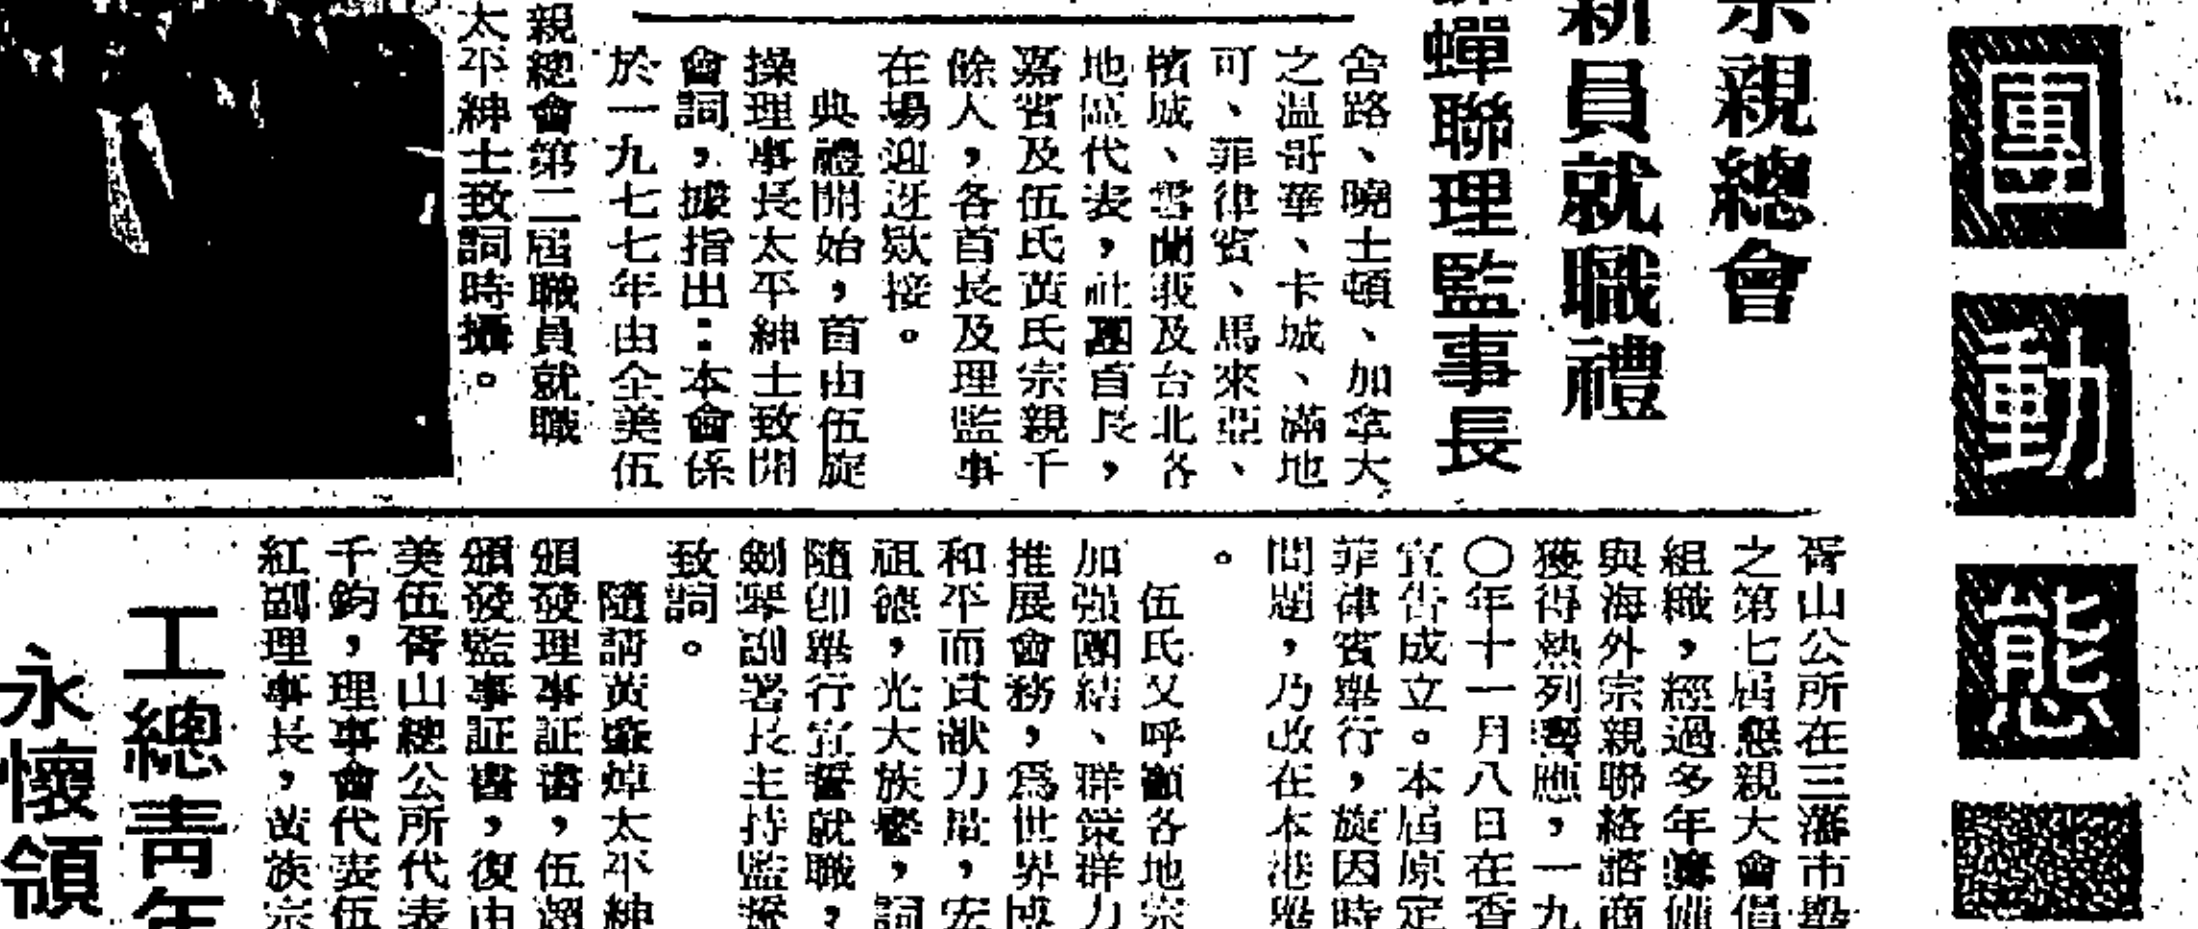 團動態
宗親總會
新員就職禮
蟬聯理監事長
舍路、曉士頓、加拿大
之温哥華、卡城、滿地
可、菲律賓、馬來亞、
檳城、雪蘭莪及台北各
地區代表，社團首長，
嘉賓及伍氏黃氏宗親千
餘人，各首長及理監事
在場迎迓欵接。
典禮開始，首由伍旋
操理事長太平紳士致開
會詞，據指出：本會係
於一九七七年由全美伍
親總會第二屆職員就職
太平紳士致詞時攝。
胥山公所在三藩市舉
之第七屆懇親大會倡
組織，經過多年籌備
與海外宗親聯絡諮商
獲得熱列響應，一九
〇年十一月八日在香
宣告成立。本屆原定
菲律賓舉行，旋因時
問題，乃改在本港舉
。
伍氏又呼籲各地宗
加强團結、群策群力
推展會務，為世界博
和平而貢献力量，宏
祖德，光大族譽，詞
隨即舉行宣誓就職，
劍琴副署長主持監誓
致詞。
隨請黃 焯太平紳
頒發理事証書，伍
頒發監事証書，復由
美伍胥山總公所代表
千鈞，理事會代表伍
紅副理事長，黃族宗
工總青年
永懷領